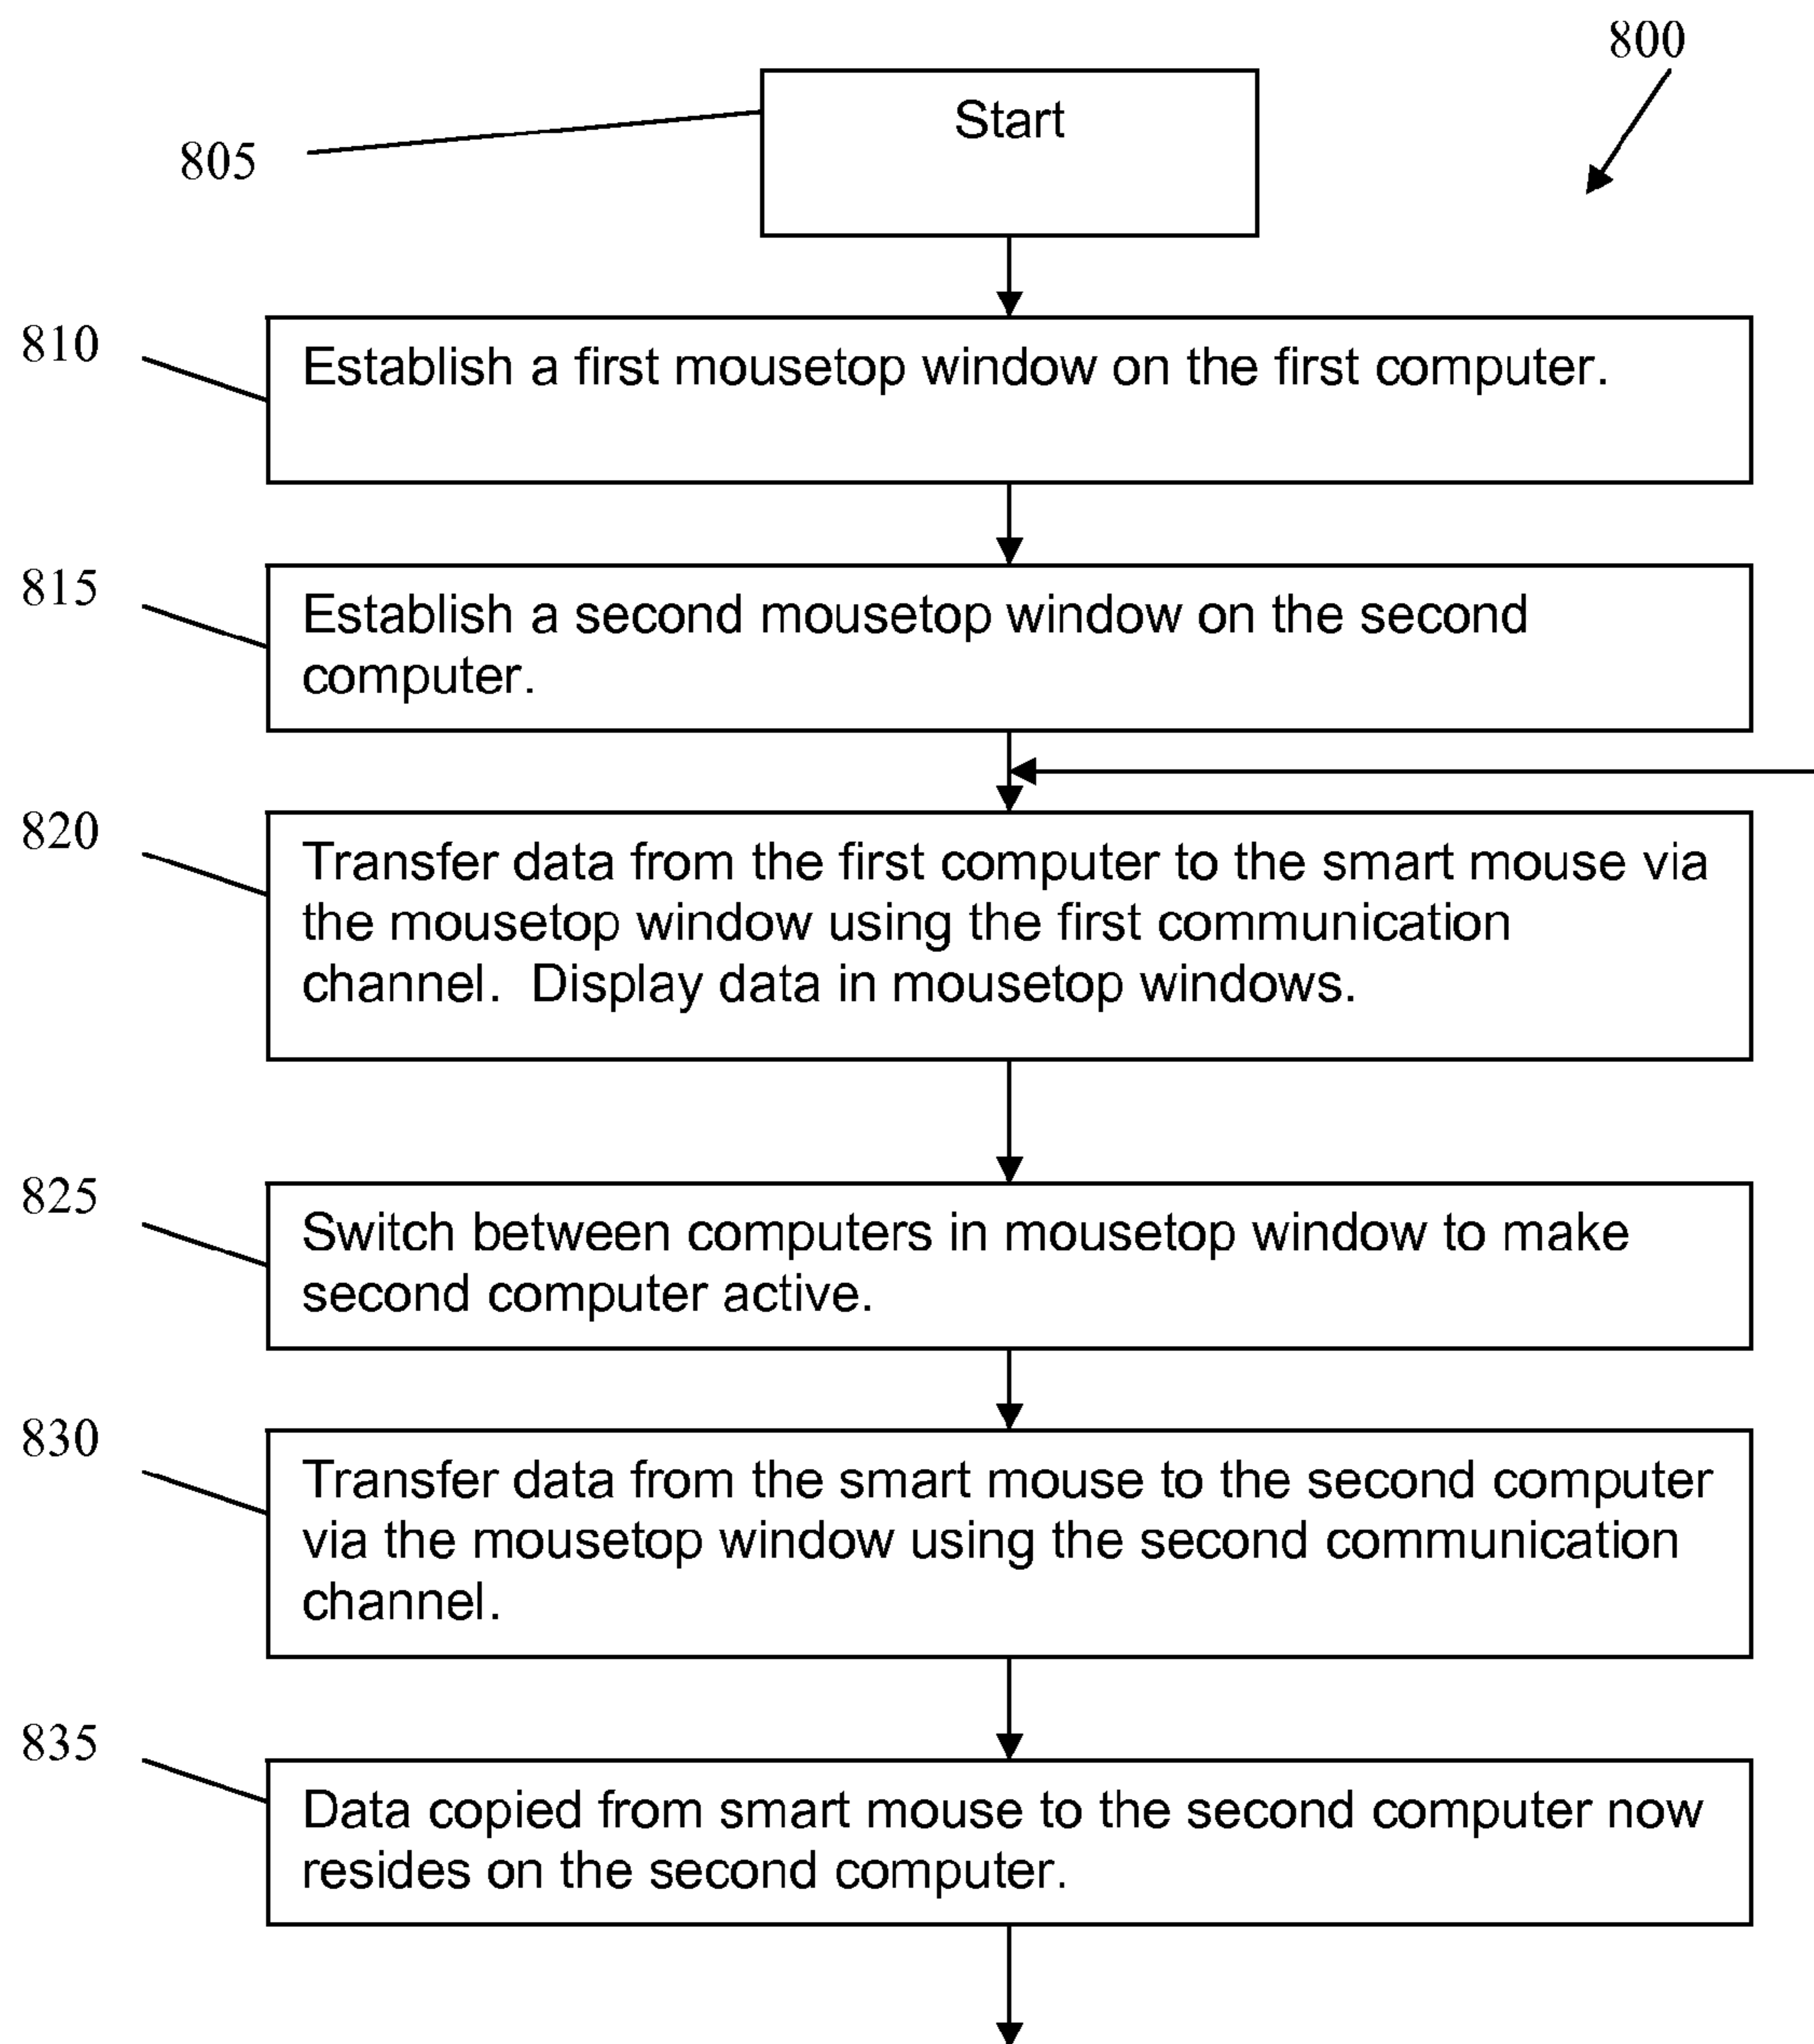 800
Start
805
810
Establish a first mousetop window on the first computer.
815
Establish a second mousetop window on the second
computer.
820
Transfer data from the first computer to the smart mouse via
the mousetop window using the first communication
channel.  Display data in mousetop windows.
825
Switch between computers in mousetop window to make
second computer active.
830
Transfer data from the smart mouse to the second computer
via the mousetop window using the second communication
channel.
835
Data copied from smart mouse to the second computer now
resides on the second computer.